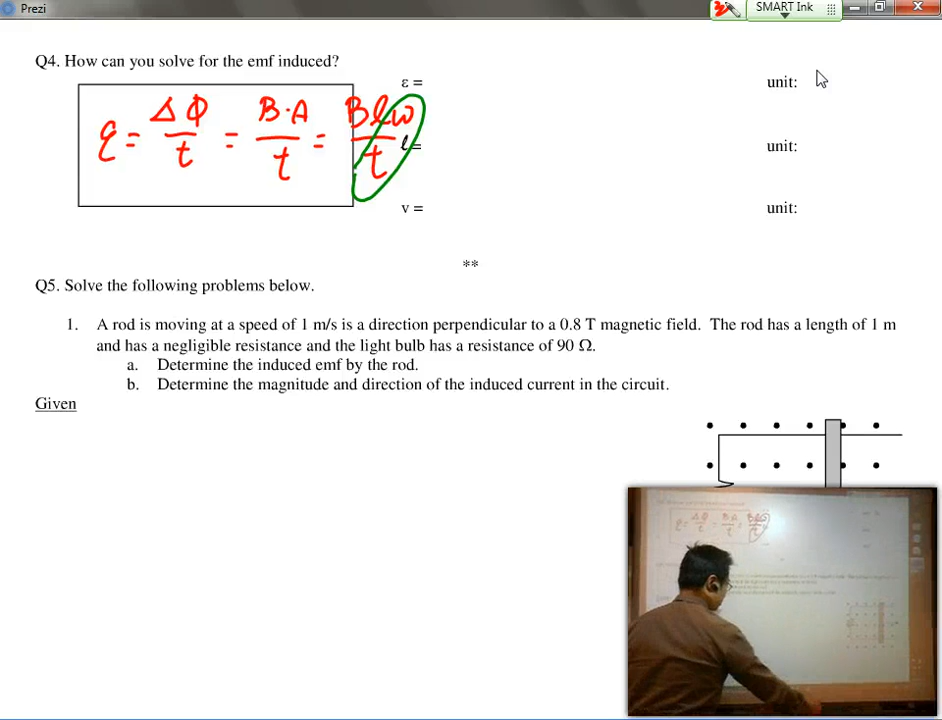 Prezi
SMART Ink
Q4. How can you solve for the emf induced?
ε =
unit:
ε = ΔΦ/t = B·A/t = Blw/t
l =
unit:
v =
unit:
**
Q5. Solve the following problems below.
1. A rod is moving at a speed of 1 m/s is a direction perpendicular to a 0.8 T magnetic field. The rod has a length of 1 m
and has a negligible resistance and the light bulb has a resistance of 90 Ω.
a. Determine the induced emf by the rod.
b. Determine the magnitude and direction of the induced current in the circuit.
Given